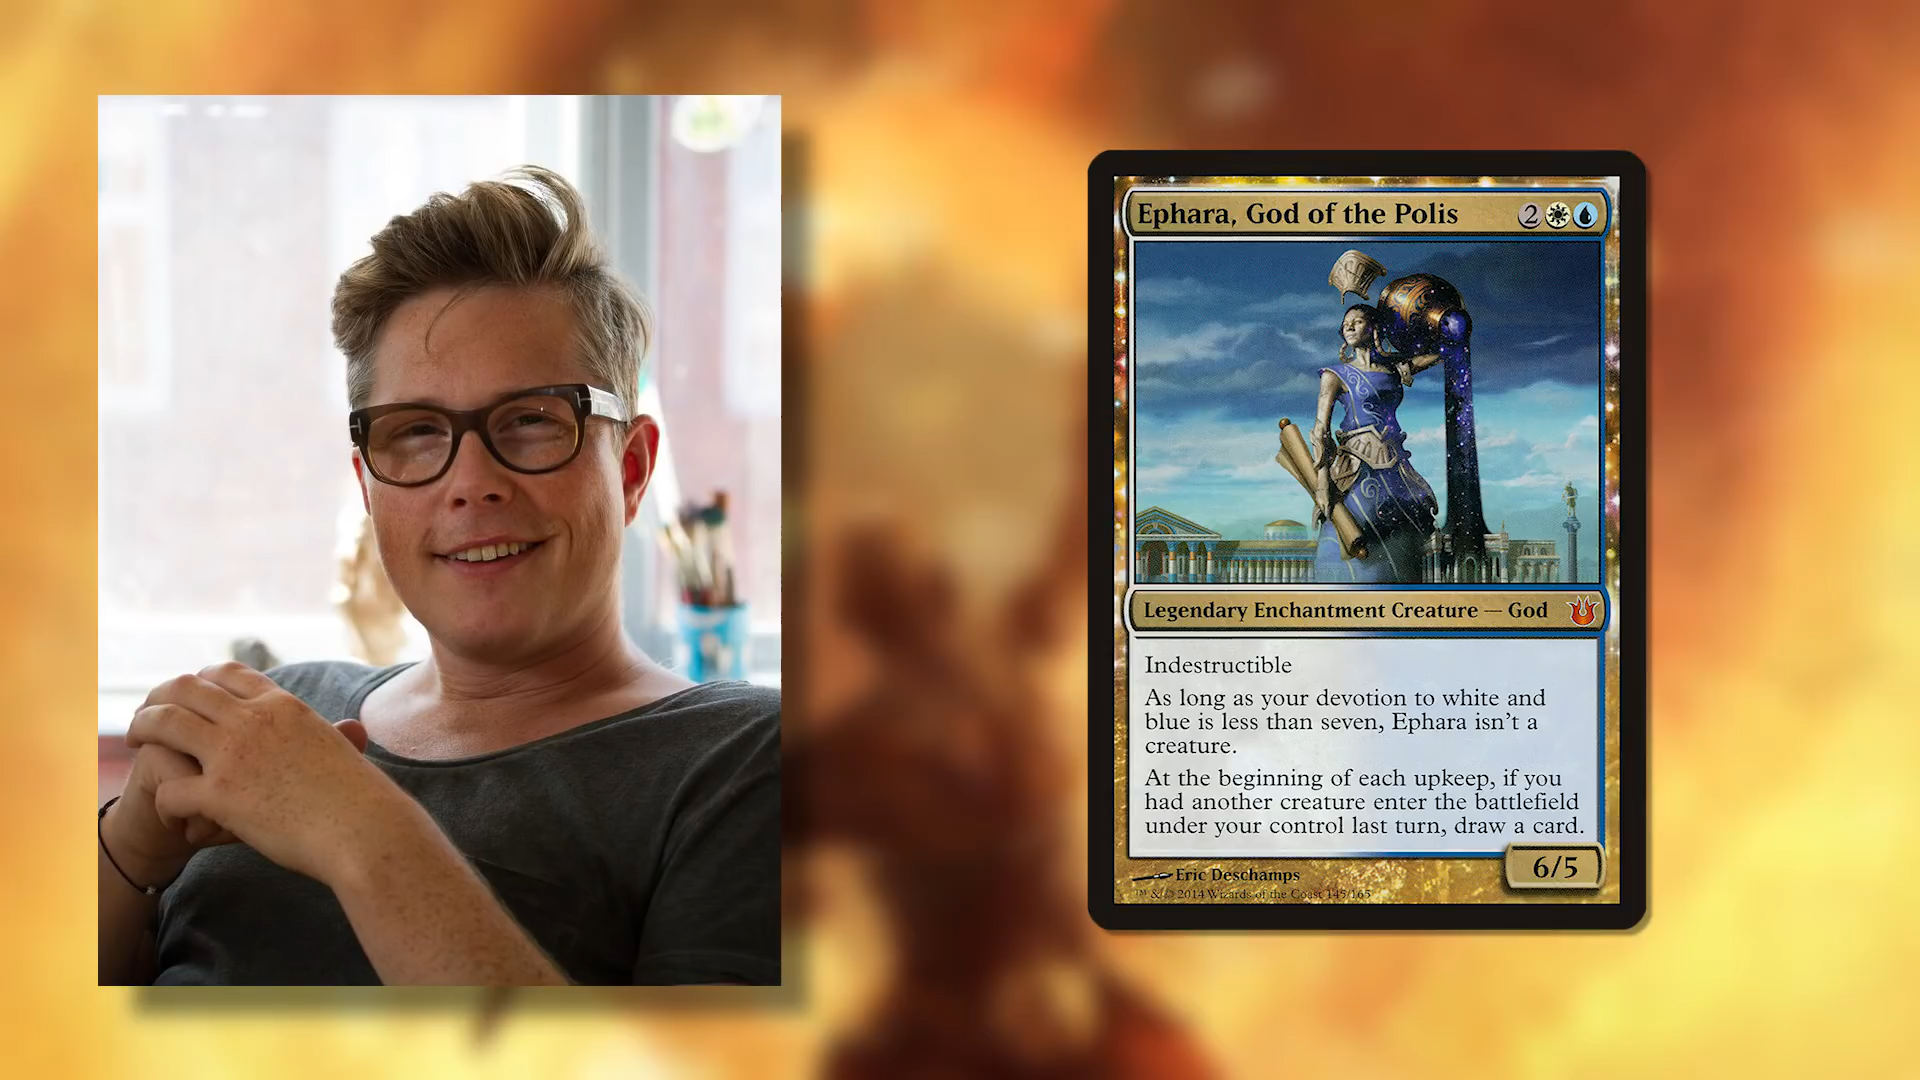 Ephara, God of the Polis 2
Legendary Enchantment Creature — God
Indestructible
As long as your devotion to white and
blue is less than seven, Ephara isn't a
creature.
At the beginning of each upkeep, if you
had another creature enter the battlefield
under your control last turn, draw a card.
6/5
Eric Deschamps
™ & © 2014 Wizards of the Coast 145/165